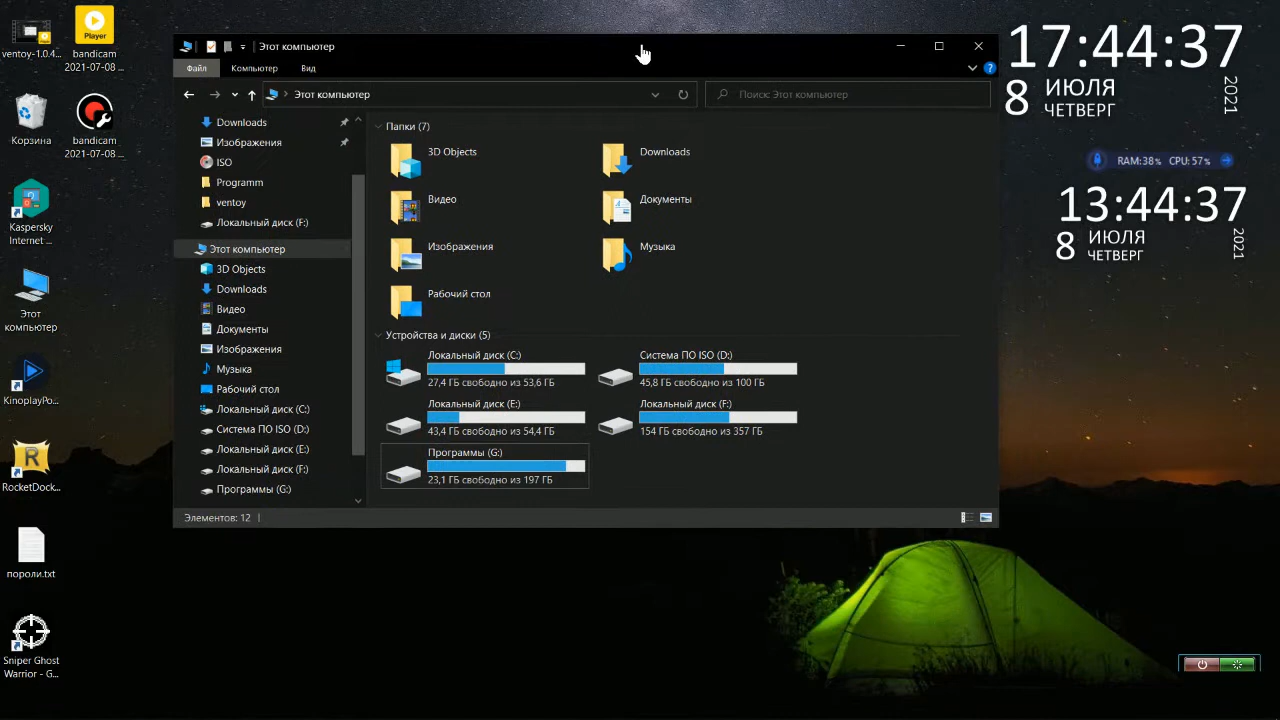 ventoy-1.0.4...
Player
bandicam
2021-07-08 ...
Корзина
bandicam
2021-07-08 ...
Kaspersky
Internet ...
Этот
компьютер
KinoplayPo...
R
RocketDock...
пороли.txt
Sniper Ghost
Warrior - G...
Этот компьютер
Файл
Компьютер
Вид
Этот компьютер
Поиск: Этот компьютер
Downloads
Изображения
ISO
Programm
ventoy
Локальный диск (F:)
Этот компьютер
3D Objects
Downloads
Видео
Документы
Изображения
Музыка
Рабочий стол
Локальный диск (C:)
Система ПО ISO (D:)
Локальный диск (E:)
Локальный диск (F:)
Программы (G:)
Папки (7)
3D Objects
Downloads
Видео
Документы
Изображения
Музыка
Рабочий стол
Устройства и диски (5)
Локальный диск (C:)
27,4 ГБ свободно из 53,6 ГБ
Система ПО ISO (D:)
45,8 ГБ свободно из 100 ГБ
Локальный диск (E:)
43,4 ГБ свободно из 54,4 ГБ
Локальный диск (F:)
154 ГБ свободно из 357 ГБ
Программы (G:)
23,1 ГБ свободно из 197 ГБ
Элементов: 12
17:44:37
8 ИЮЛЯ
ЧЕТВЕРГ
2021
RAM:38% CPU:57%
13:44:37
8 ИЮЛЯ
ЧЕТВЕРГ
2021